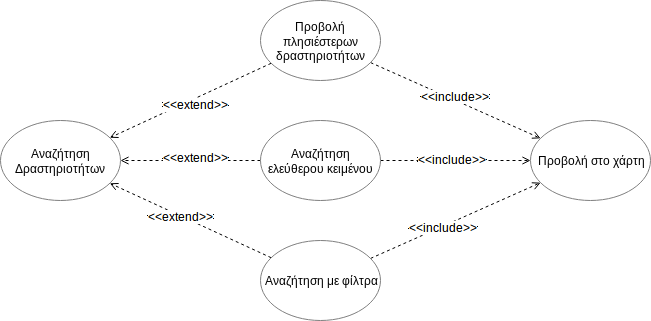 Προβολή
πλησιέστερων
δραστηριοτήτων
<<extend>>
<<include>>
Αναζήτηση
Δραστηριοτήτων
<<extend>>
Αναζήτηση
ελεύθερου κειμένου
<<include>>
Προβολή στο χάρτη
<<extend>>
<<include>>
Αναζήτηση με φίλτρα